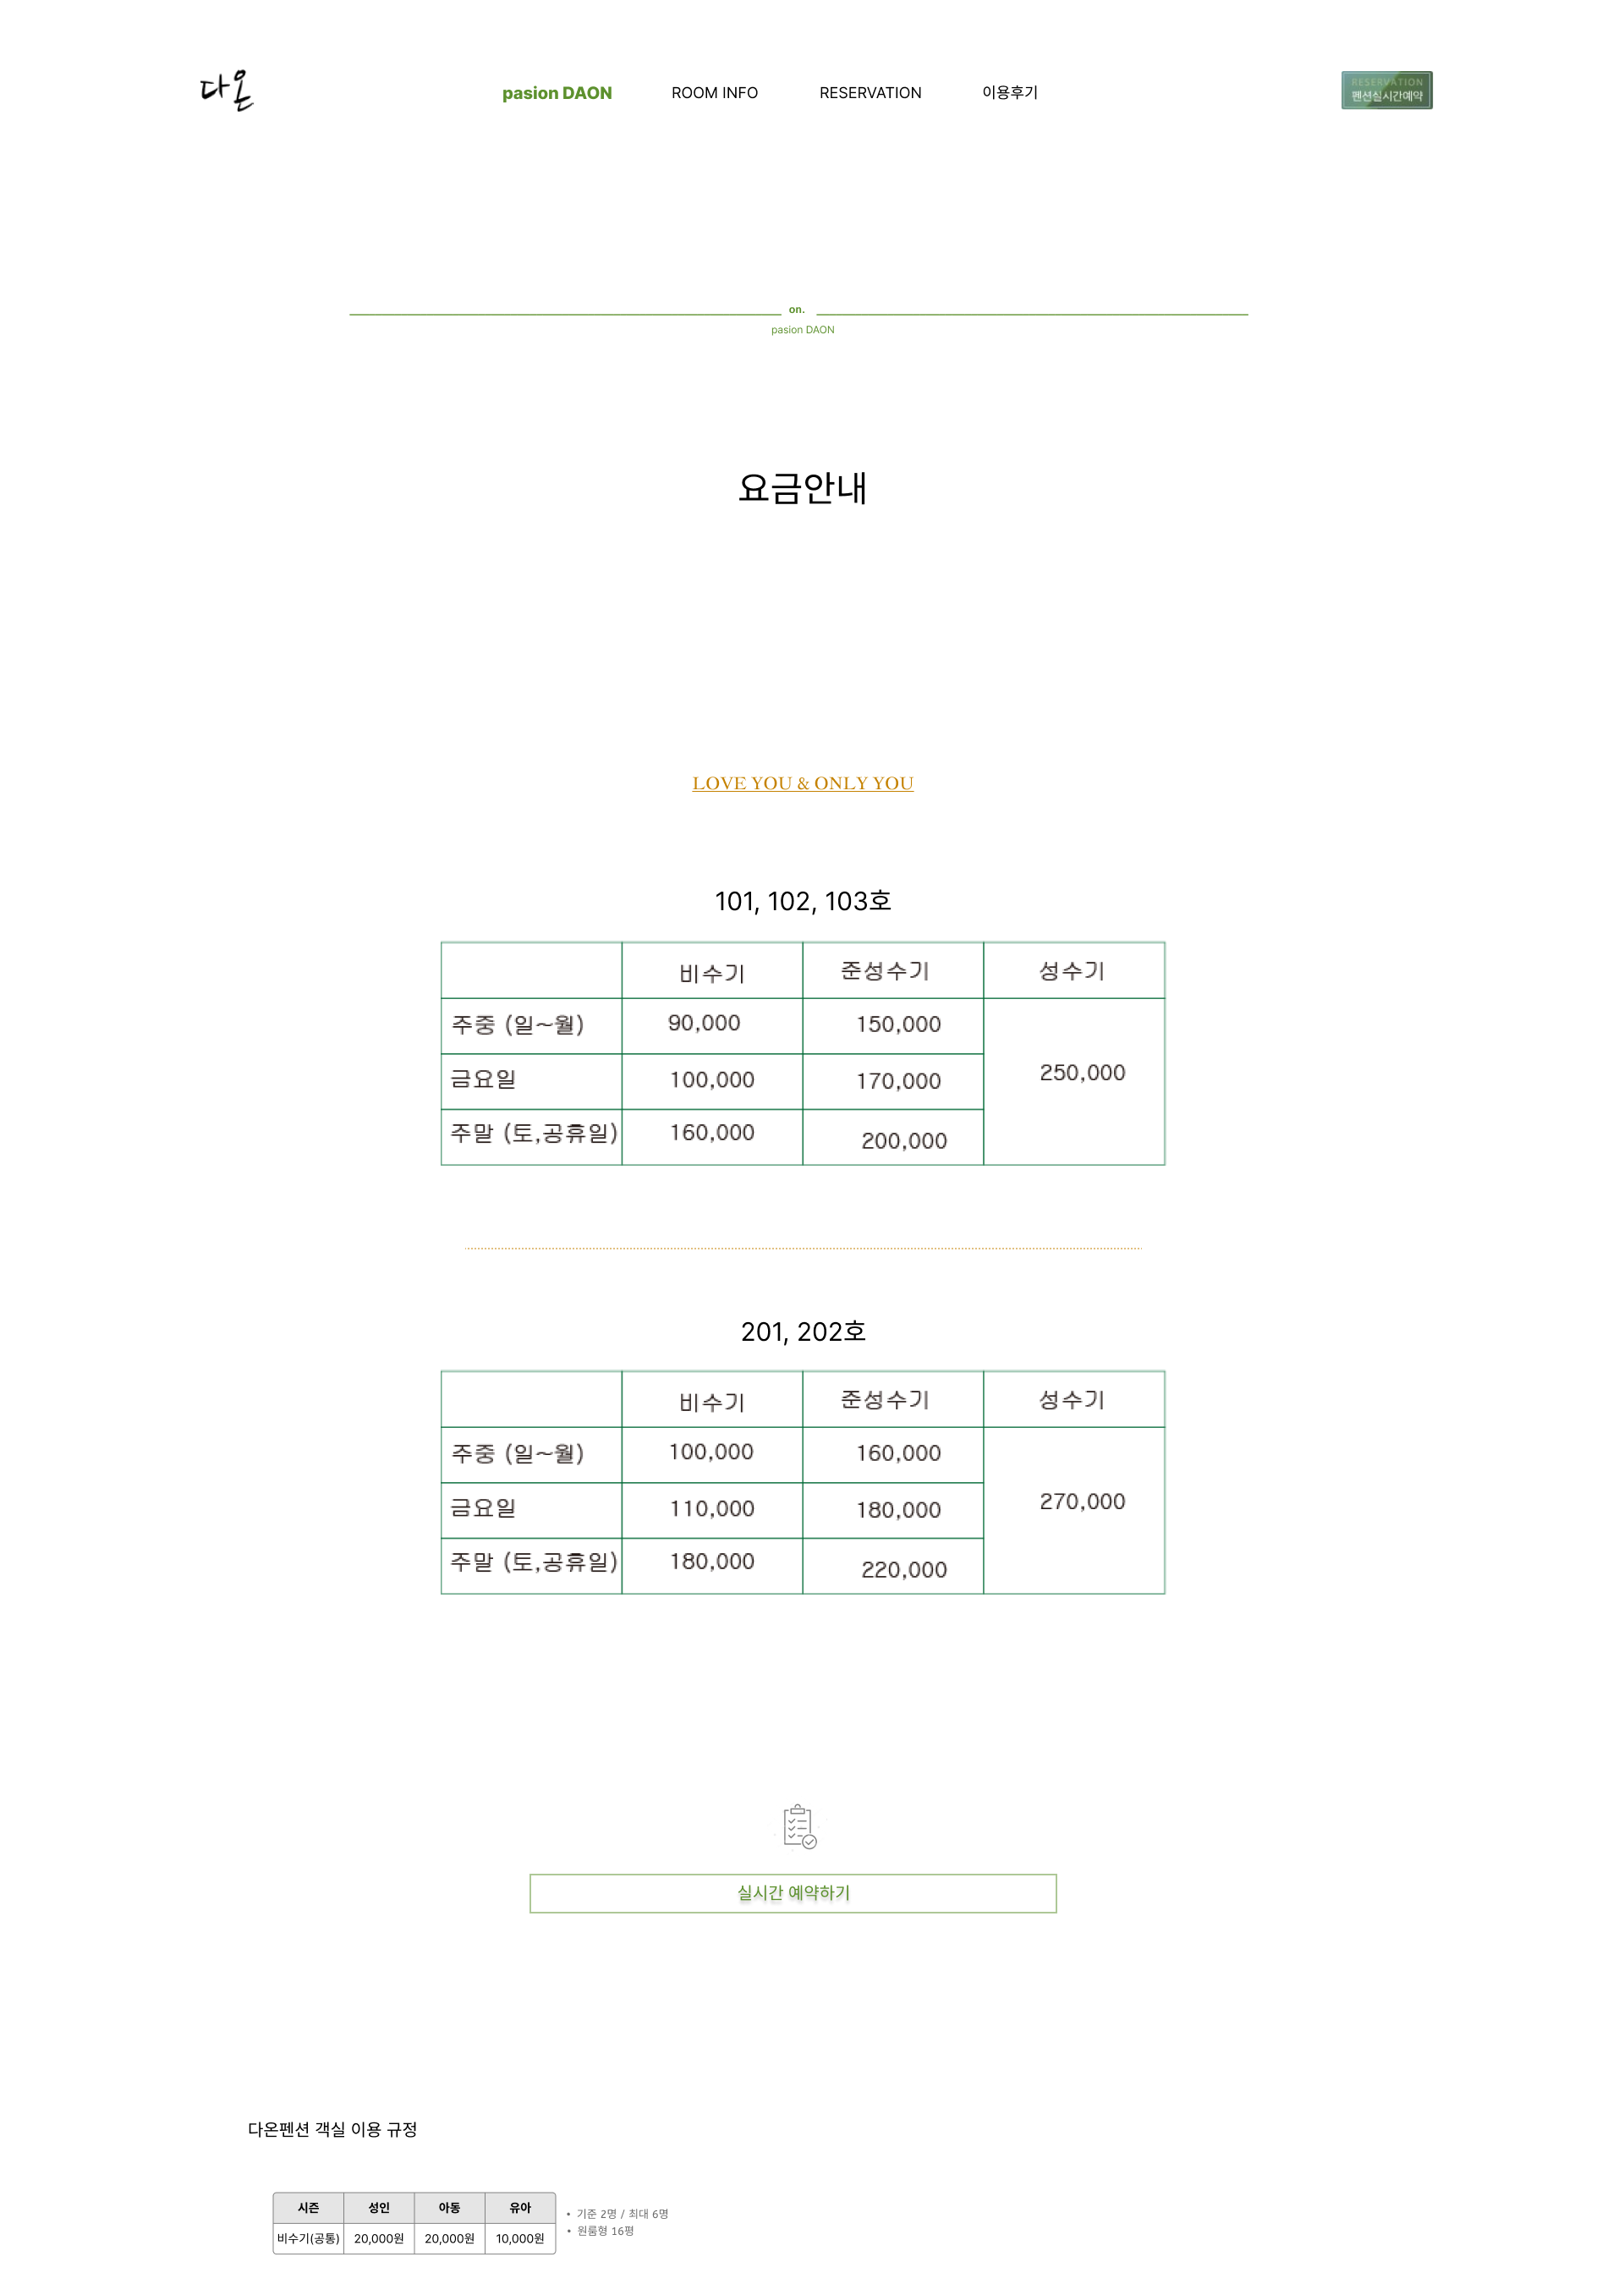 다온
pasion DAON ROOM INFO RESERVATION 이용후기
RESERVATION
펜션실시간예약
on.
pasion DAON
요금안내
LOVE YOU & ONLY YOU
101, 102, 103호
비수기 준성수기 성수기
주중 (일~월) 90,000 150,000
250,000
금요일 100,000 170,000
주말 (토,공휴일) 160,000 200,000
201, 202호
비수기 준성수기 성수기
주중 (일~월) 100,000 160,000
270,000
금요일 110,000 180,000
주말 (토,공휴일) 180,000 220,000
실시간 예약하기
다온펜션 객실 이용 규정
시즌 성인 아동 유아
비수기(공통) 20,000원 20,000원 10,000원
• 기준 2명 / 최대 6명
• 원룸형 16평